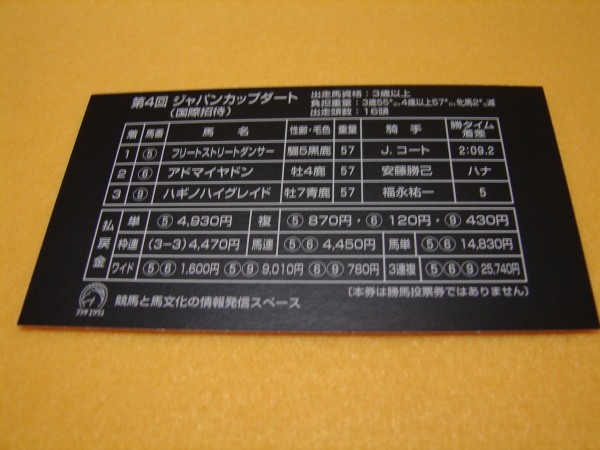 第4回 ジャパンカップダート
(国際招待)
出走馬資格：3歳以上
負担重量：3歳55㎏、4歳以上57㎏、牝馬2㎏減
出走頭数：16頭
着 馬番 馬名 性齢・毛色 重量 騎手 勝タイム 着差
1 ⑤ フリートストリートダンサー 騸5黒鹿 57 J.コート 2:09.2
2 ⑥ アドマイヤドン 牡4鹿 57 安藤勝己 ハナ
3 ⑨ ハギノハイグレイド 牡7青鹿 57 福永祐一 5
払戻金
単 ⑤ 4,930円 複 ⑤ 870円・⑥ 120円・⑨ 430円
枠連 (3-3) 4,470円 馬連 ⑤⑥ 4,450円 馬単 ⑤⑥ 14,830円
ワイド ⑤⑥ 1,600円 ⑤⑨ 9,010円 ⑥⑨ 780円 3連複 ⑤⑥⑨ 25,740円
競馬と馬文化の情報発信スペース
〔本券は勝馬投票券ではありません〕
プラザエクウス